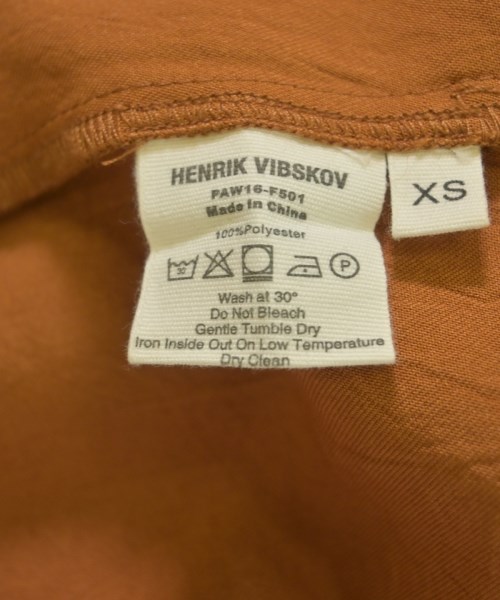 HENRIK VIBSKOV
PAW16-F501
Made in China
100%Polyester
30
P
Wash at 30°
Do Not Bleach
Gentle Tumble Dry
Iron Inside Out On Low Temperature
Dry Clean
XS